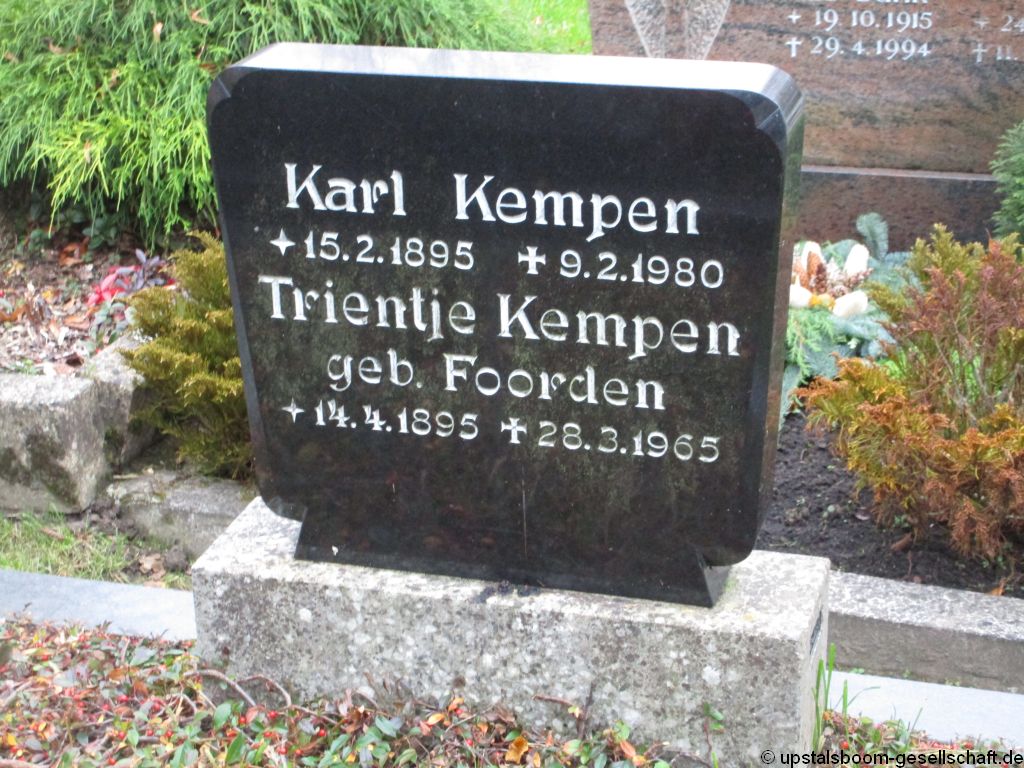 19.10.1915
29.4.1994
Karl Kempen
15.2.1895 9.2.1980
Trientje Kempen
geb. Foorden
14.4.1895 28.3.1965
© upstalsboom-gesellschaft.de